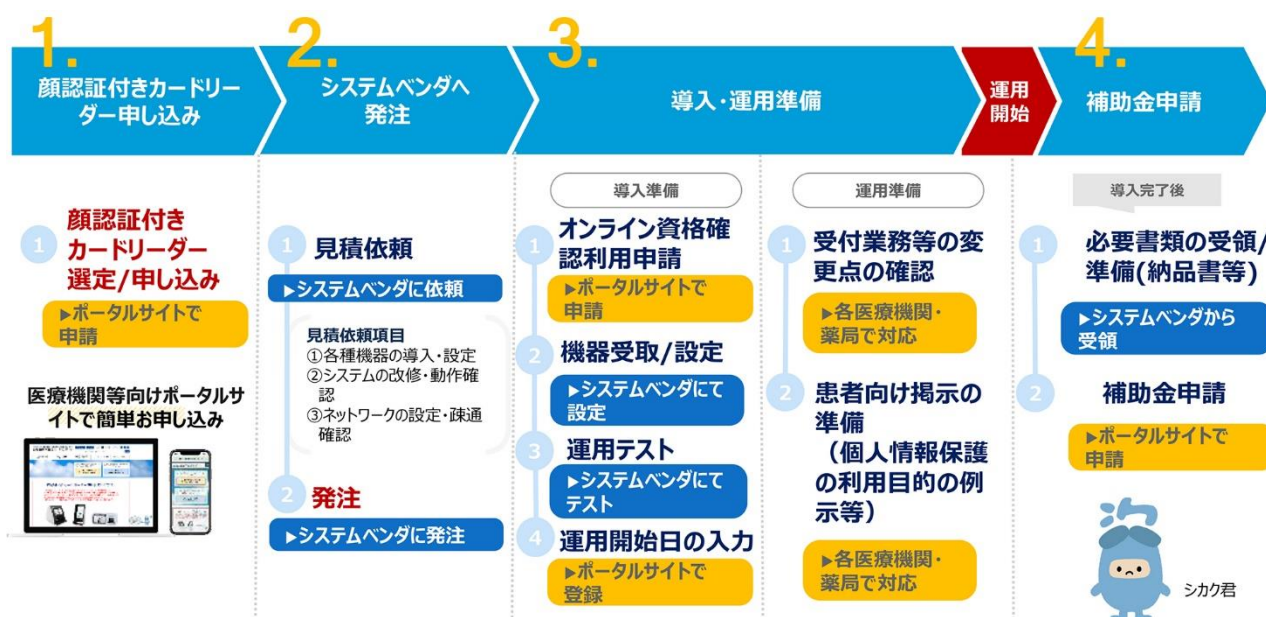 1.
顔認証付きカードリー
ダー申し込み
2.
システムベンダへ
発注
3.
導入・運用準備
運用
開始
4.
補助金申請
1
顔認証付き
カードリーダー
選定/申し込み
▶ポータルサイトで
申請
医療機関等向けポータルサ
イトで簡単お申し込み
1
見積依頼
▶システムベンダに依頼
見積依頼項目
①各種機器の導入・設定
②システムの改修・動作確
認
③ネットワークの設定・疎通
確認
2
発注
▶システムベンダに発注
導入準備
1
オンライン資格確
認利用申請
▶ポータルサイトで
申請
2
機器受取/設定
▶システムベンダにて
設定
3
運用テスト
▶システムベンダにて
テスト
4
運用開始日の入力
▶ポータルサイトで
登録
運用準備
1
受付業務等の変
更点の確認
▶各医療機関・
薬局で対応
2
患者向け掲示の
準備
（個人情報保護
の利用目的の例
示等）
▶各医療機関・
薬局で対応
導入完了後
1
必要書類の受領/
準備(納品書等)
▶システムベンダから
受領
2
補助金申請
▶ポータルサイトで
申請
シカク君